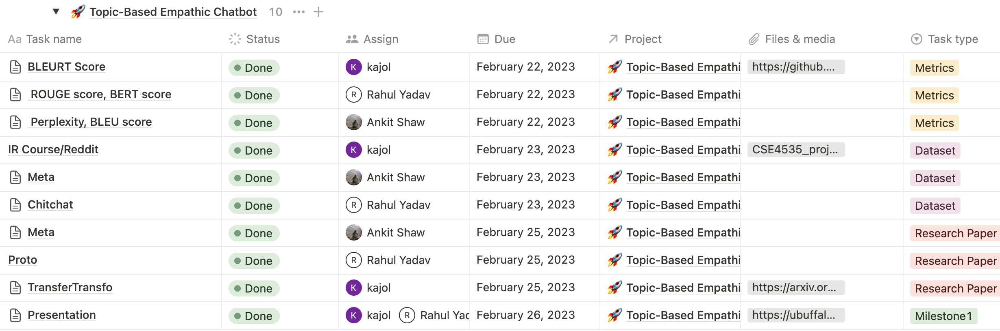 Topic-Based Empathic Chatbot 10
Aa Task name Status Assign Due Project Files & media Task type
BLEURT Score Done K kajol February 22, 2023 Topic-Based Empathi https://github.... Metrics
ROUGE score, BERT score Done R Rahul Yadav February 22, 2023 Topic-Based Empathi Metrics
Perplexity, BLEU score Done Ankit Shaw February 22, 2023 Topic-Based Empathi Metrics
IR Course/Reddit Done K kajol February 23, 2023 Topic-Based Empathi CSE4535_proj... Dataset
Meta Done Ankit Shaw February 23, 2023 Topic-Based Empathi Dataset
Chitchat Done R Rahul Yadav February 23, 2023 Topic-Based Empathi Dataset
Meta Done Ankit Shaw February 25, 2023 Topic-Based Empathi Research Paper
Proto Done R Rahul Yadav February 25, 2023 Topic-Based Empathi Research Paper
TransferTransfo Done K kajol February 25, 2023 Topic-Based Empathi https://arxiv.or... Research Paper
Presentation Done K kajol R Rahul Yad February 26, 2023 Topic-Based Empathi https://ubuffal... Milestone1